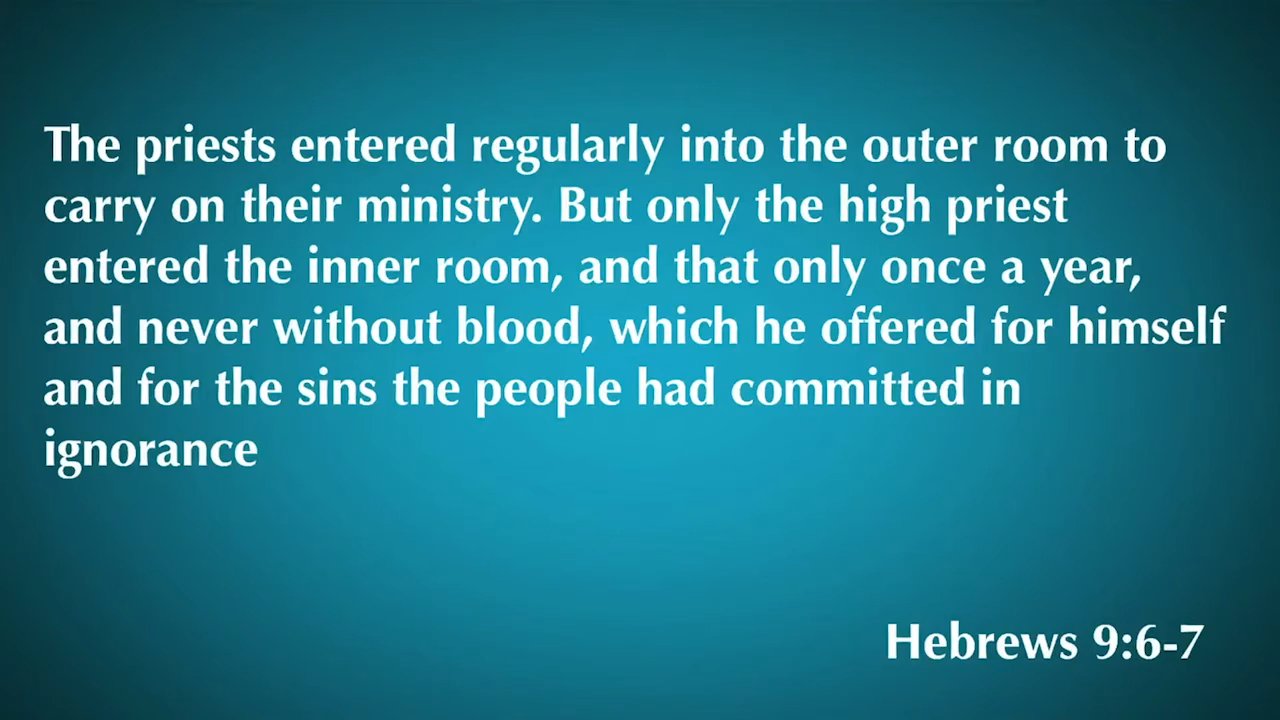 The priests entered regularly into the outer room to
carry on their ministry. But only the high priest
entered the inner room, and that only once a year,
and never without blood, which he offered for himself
and for the sins the people had committed in
ignorance
Hebrews 9:6-7